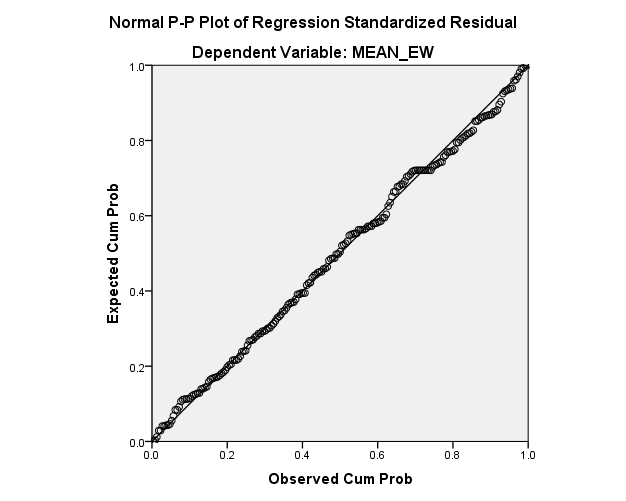 Normal P-P Plot of Regression Standardized Residual
Dependent Variable: MEAN_EW
1.0
0.8
0.6
0.4
0.2
0.0
Expected Cum Prob
0.0 0.2 0.4 0.6 0.8 1.0
Observed Cum Prob